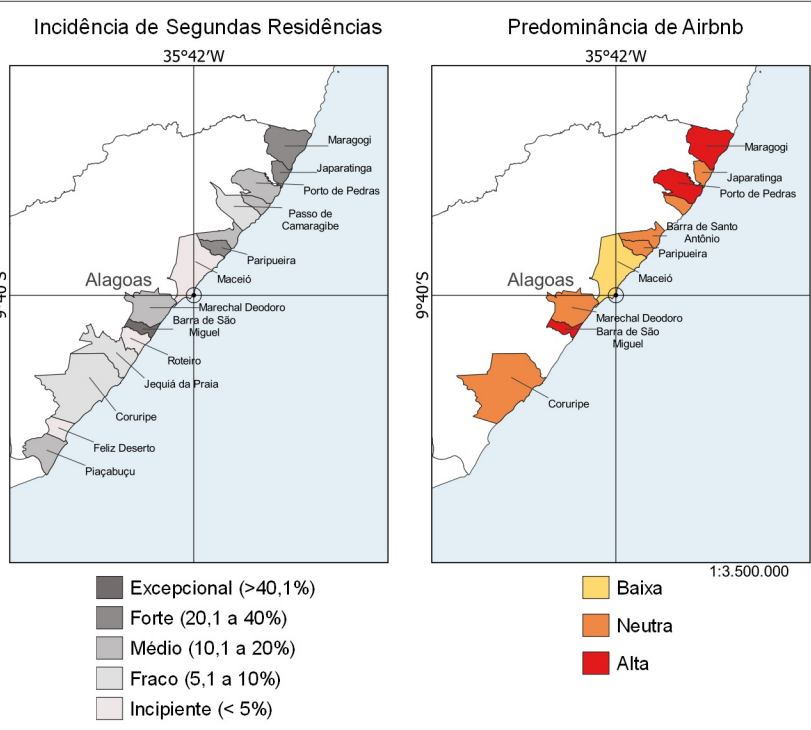 Incidência de Segundas Residências
35°42'W
Maragogi
Japaratinga
Porto de Pedras
Passo de
Camaragibe
Paripueira
Maceió
Alagoas
9°40'S
Marechal Deodoro
Barra de São
Miguel
Roteiro
Jequiá da Praia
Coruripe
Feliz Deserto
Piaçabuçu
Excepcional (>40,1%)
Forte (20,1 a 40%)
Médio (10,1 a 20%)
Fraco (5,1 a 10%)
Incipiente (< 5%)
Predominância de Airbnb
35°42'W
Maragogi
Japaratinga
Porto de Pedras
Barra de Santo
Antônio
Paripueira
Maceió
Alagoas
9°40'S
Marechal Deodoro
Barra de São
Miguel
Coruripe
1:3.500.000
Baixa
Neutra
Alta